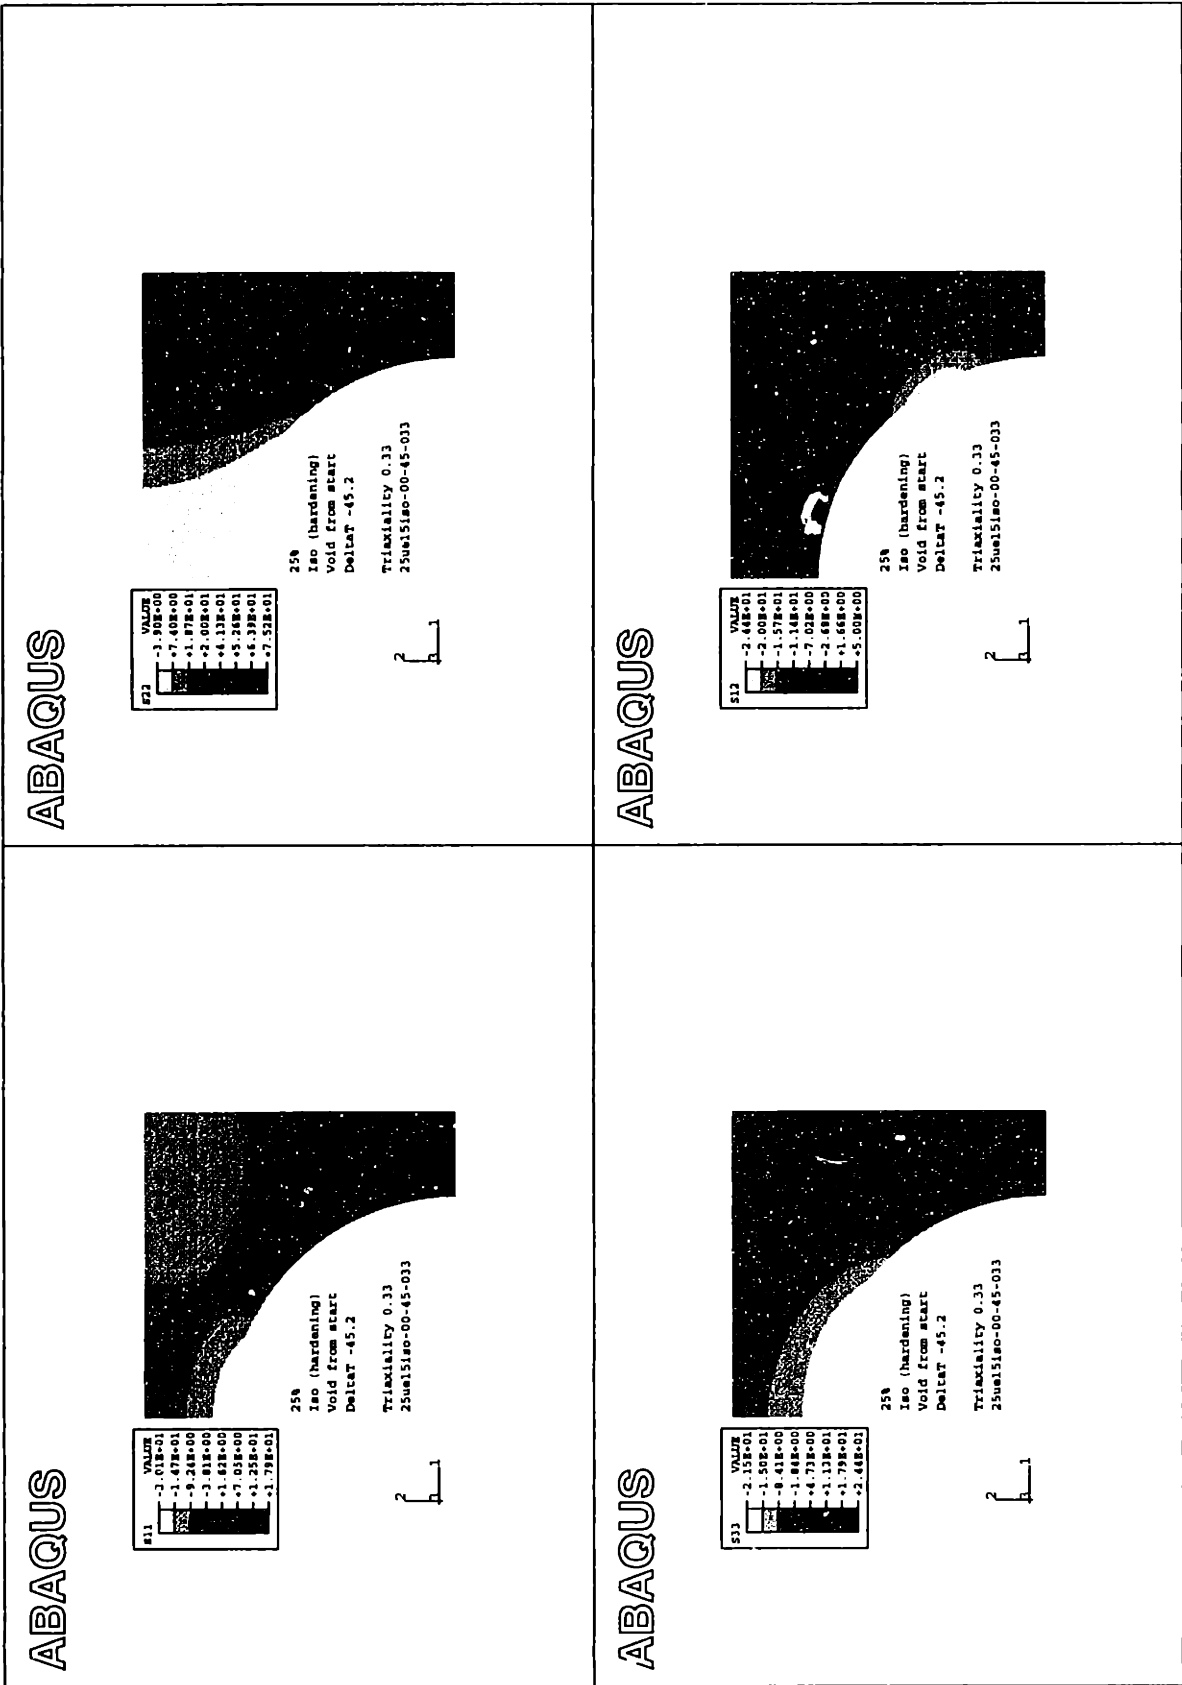 ABAQUS
S11 VALUE
-2.01E+01
-1.47E+01
-9.24E+00
-3.81E+00
+1.62E+00
+7.05E+00
+1.25E+01
+1.79E+01
25%
Iso (hardening)
Void from start
DeltaT -45.2
Triaxiality 0.33
25uel5iso-00-45-033
2
3 1
ABAQUS
S22 VALUE
-3.90E+00
+7.40E+00
+1.87E+01
+3.00E+01
+4.13E+01
+5.26E+01
+6.39E+01
+7.52E+01
25%
Iso (hardening)
Void from start
DeltaT -45.2
Triaxiality 0.33
25uel5iso-00-45-033
2
3 1
ABAQUS
S33 VALUE
-2.15E+01
-1.50E+01
-8.41E+00
-1.84E+00
+4.73E+00
+1.13E+01
+1.79E+01
+2.44E+01
25%
Iso (hardening)
Void from start
DeltaT -45.2
Triaxiality 0.33
25uel5iso-00-45-033
2
3 1
ABAQUS
S12 VALUE
-2.44E+01
-2.00E+01
-1.57E+01
-1.14E+01
-7.02E+00
-2.68E+00
+1.66E+00
+6.00E+00
25%
Iso (hardening)
Void from start
DeltaT -45.2
Triaxiality 0.33
25uel5iso-00-45-033
2
3 1